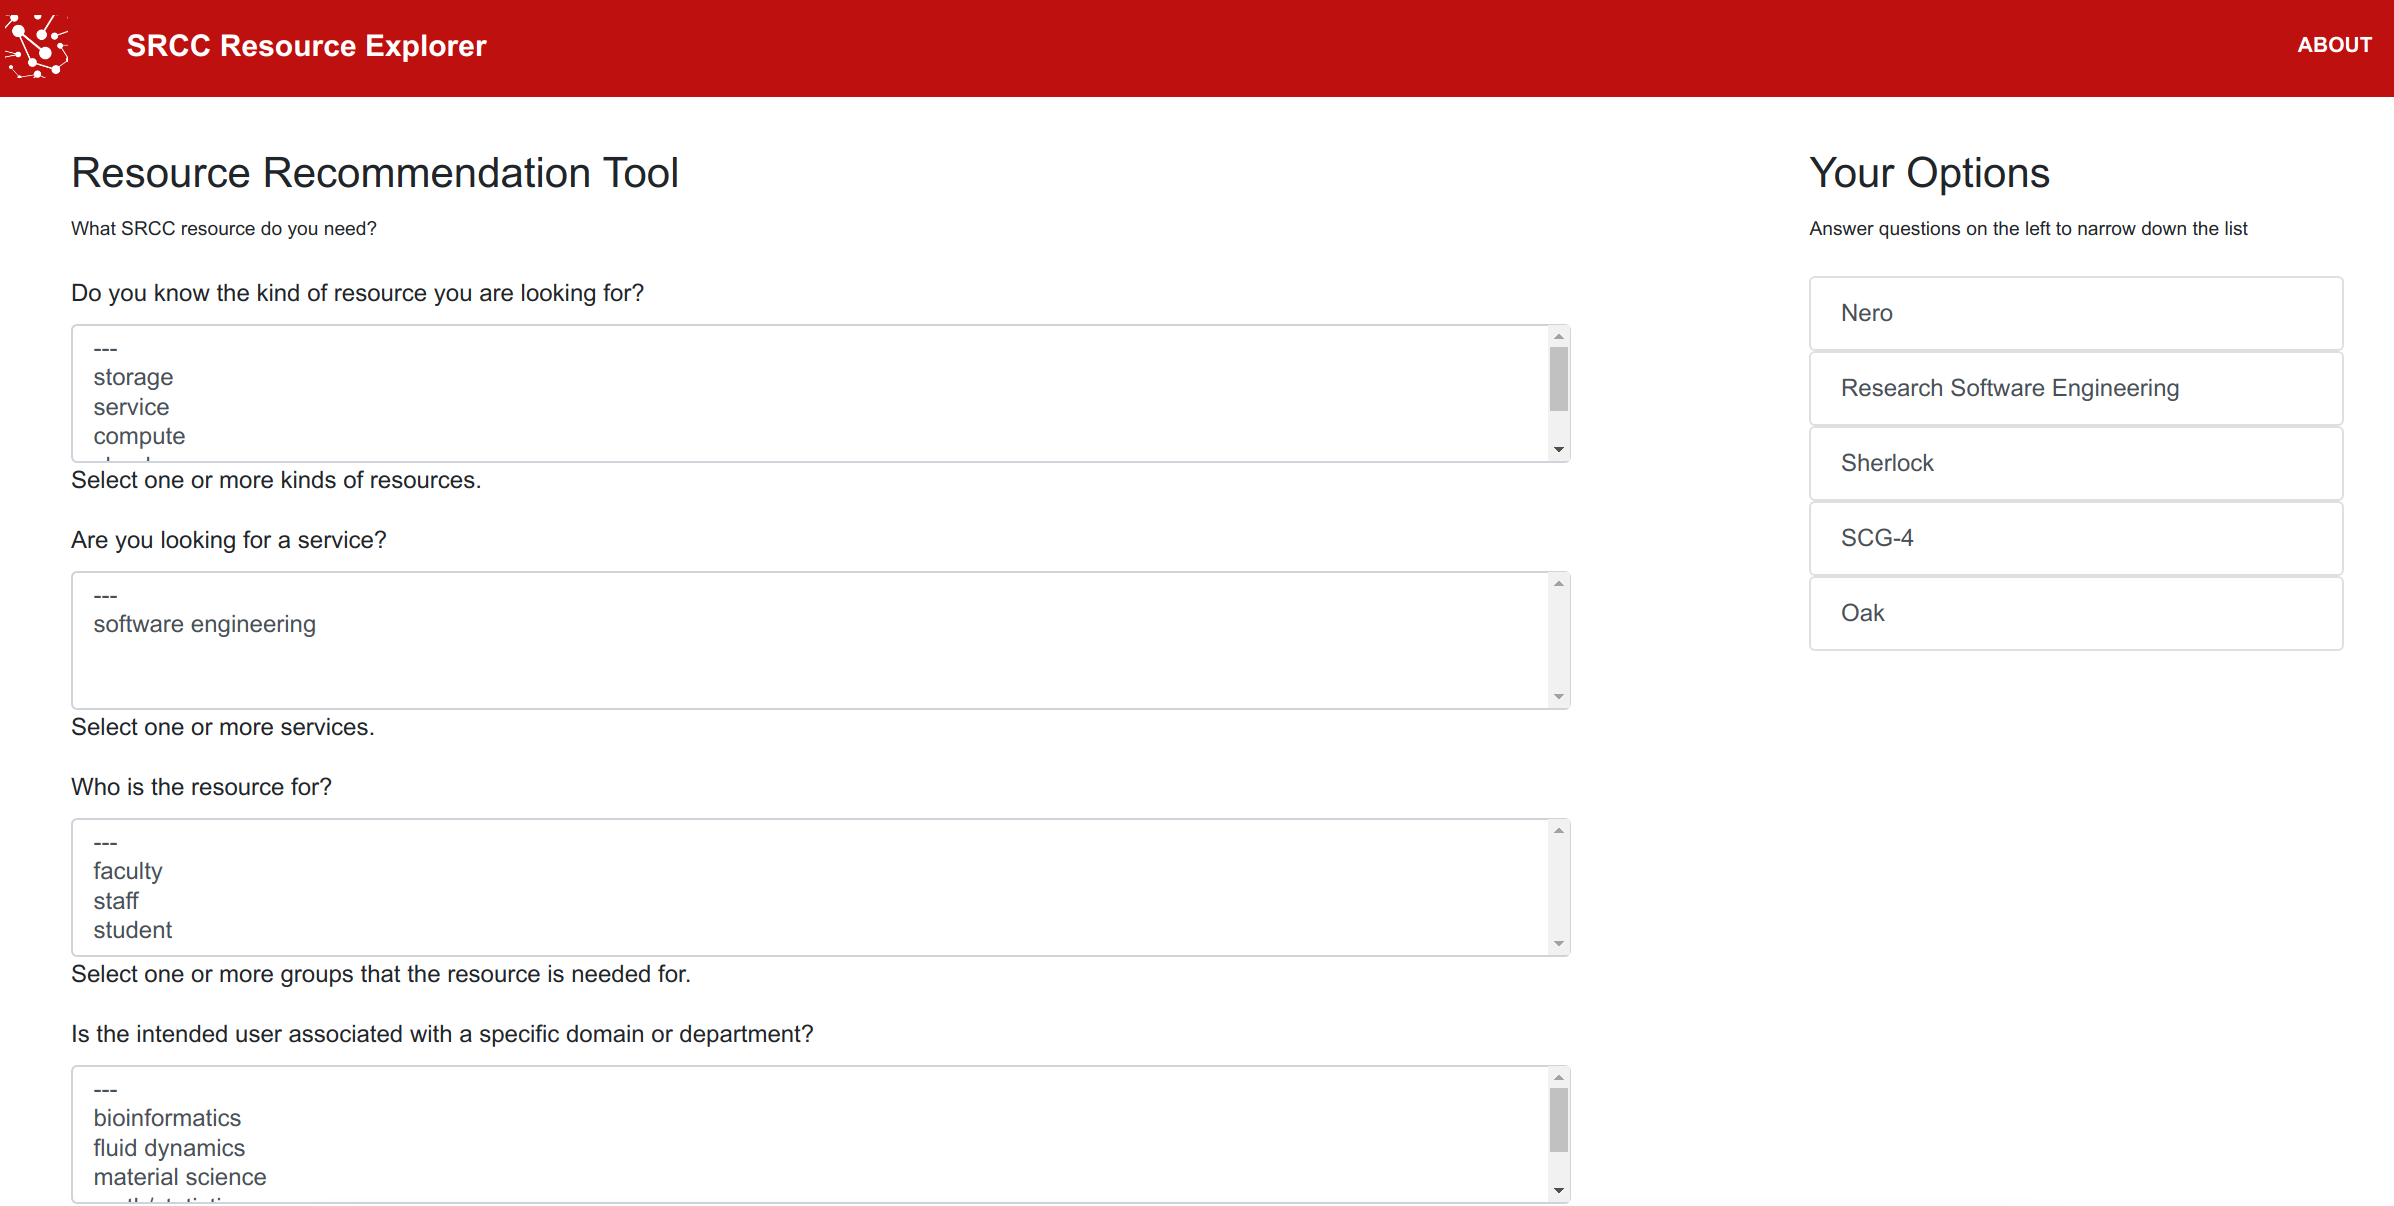 SRCC Resource Explorer
ABOUT
Resource Recommendation Tool
What SRCC resource do you need?
Do you know the kind of resource you are looking for?
---
storage
service
compute
Select one or more kinds of resources.
Are you looking for a service?
---
software engineering
Select one or more services.
Who is the resource for?
---
faculty
staff
student
Select one or more groups that the resource is needed for.
Is the intended user associated with a specific domain or department?
---
bioinformatics
fluid dynamics
material science
Your Options
Answer questions on the left to narrow down the list
Nero
Research Software Engineering
Sherlock
SCG-4
Oak